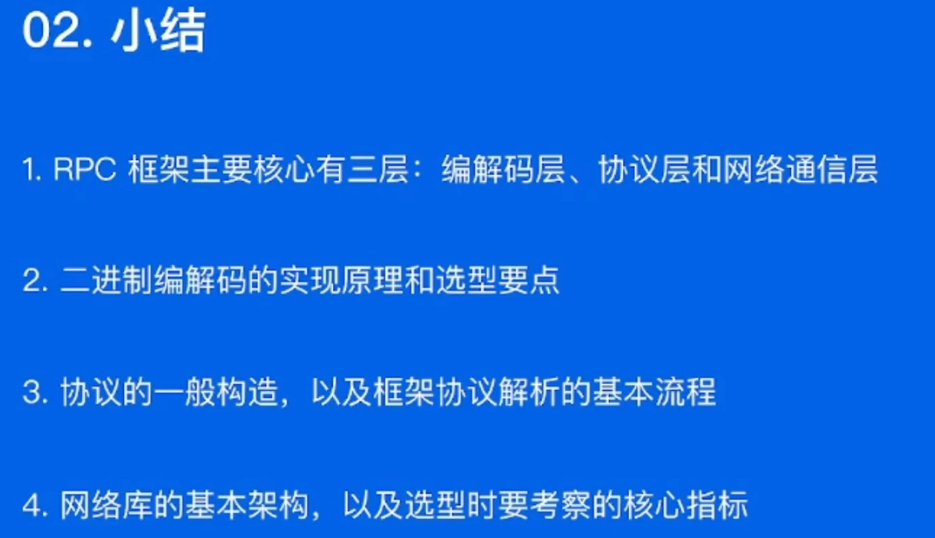 02. 小结
1. RPC 框架主要核心有三层：编解码层、协议层和网络通信层
2. 二进制编解码的实现原理和选型要点
3. 协议的一般构造，以及框架协议解析的基本流程
4. 网络库的基本架构，以及选型时要考察的核心指标